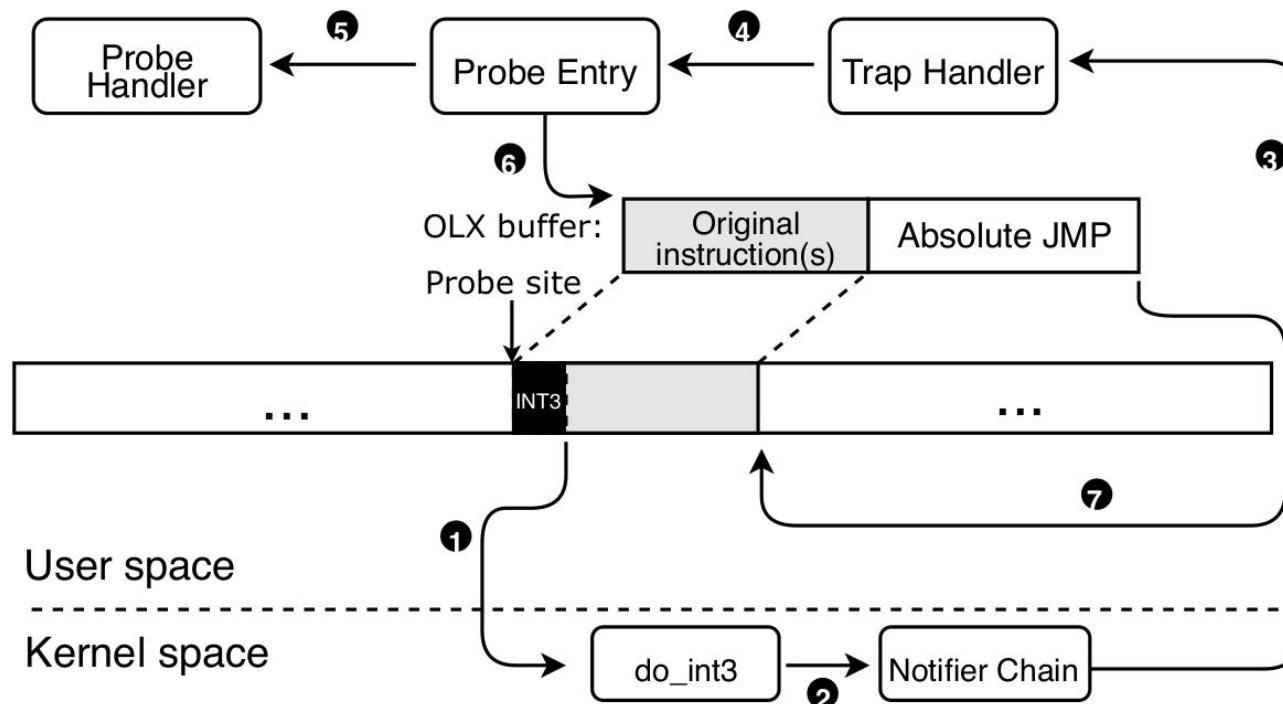 5
4
Probe
Handler
Probe Entry
Trap Handler
3
6
OLX buffer:
Original
instruction(s)
Absolute JMP
Probe site
...
INT3
...
7
1
User space
Kernel space
do_int3
Notifier Chain
2